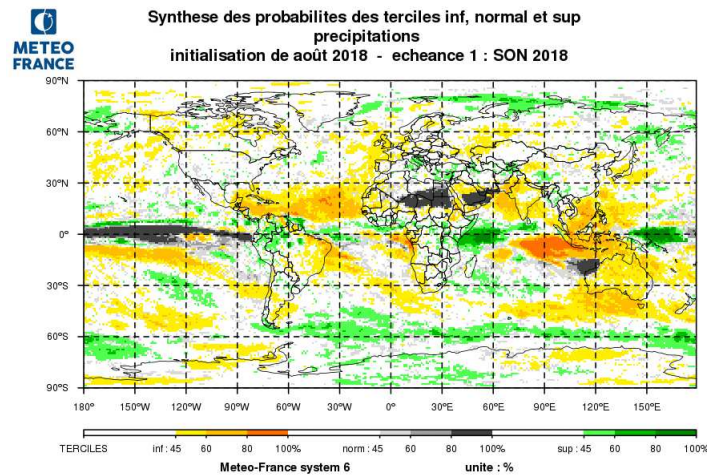 METEO
FRANCE
Synthese des probabilites des terciles inf, normal et sup
precipitations
initialisation de août 2018 - echeance 1 : SON 2018
90°N
60°N
30°N
0°
30°S
60°S
90°S
180° 150°W 120°W 90°W 60°W 30°W 0° 30°E 60°E 90°E 120°E 150°E
TERCILES inf : 45 60 80 100% norm : 45 60 80 100% sup : 45 60 80 100%
Meteo-France system 6 unite : %